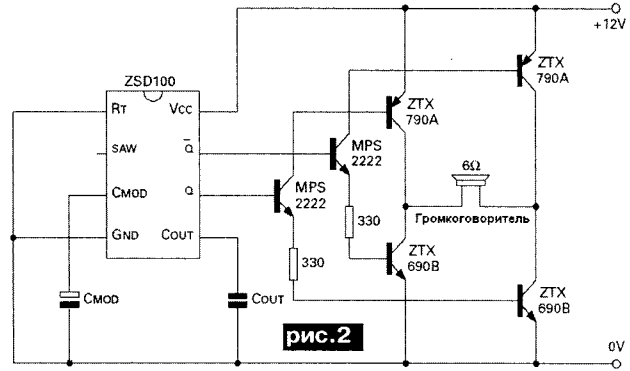 +12V
ZSD100
RT
VCC
SAW
Q
CMOD
Q
GND
COUT
CMOD
COUT
MPS
2222
MPS
2222
330
330
ZTX
790A
ZTX
790A
6Ω
Громкоговоритель
ZTX
690B
ZTX
690B
рис.2
0V